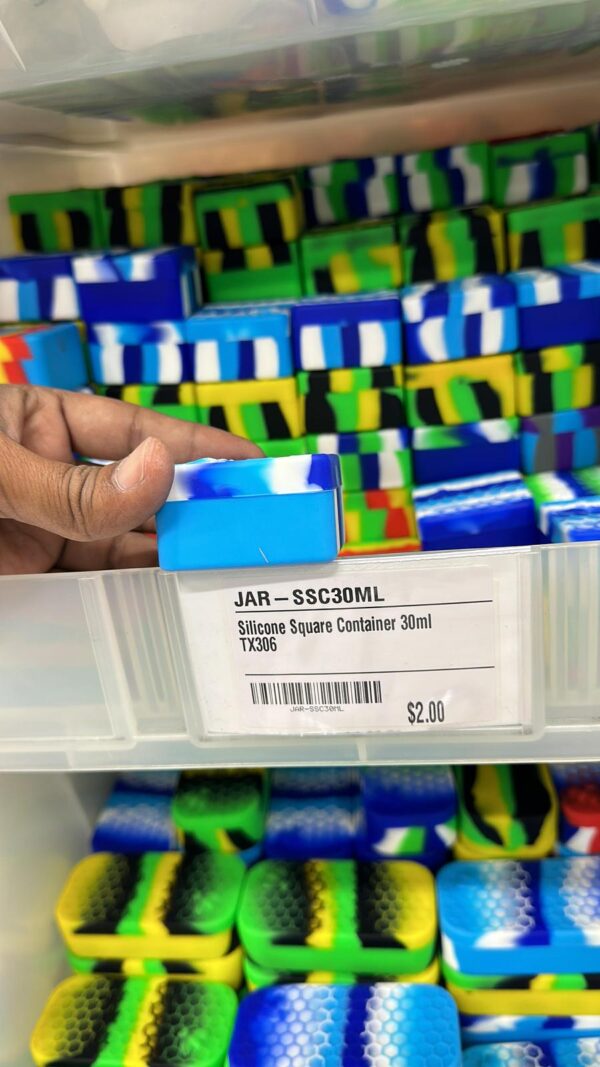 JAR-SSC30ML
Silicone Square Container 30ml
TX306
JAR-SSC30ML
$2.00